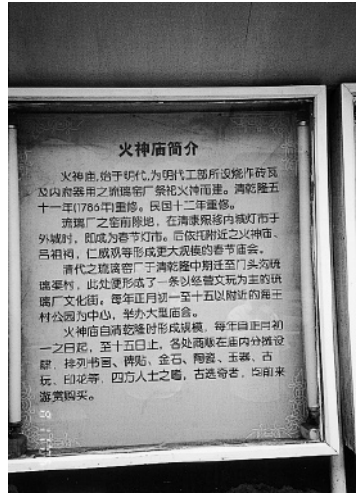 火神庙简介
火神庙,始于明代,为明代工部所设烧作砖瓦
及内府器用之琉璃窑厂祭祀火神而建。清乾隆五
十一年(1786年)重修。民国十二年重修。
琉璃厂之窑前隙地,在清康熙移内城灯市于
外城时,即成为春节灯市。后依托附近之火神庙、
吕祖祠、仁威观等形成更大规模的春节庙会。
清代之琉璃窑厂于清乾隆中期迁至门头沟琉
璃渠村,此处便形成了一条以经营文玩为主的琉
璃厂文化街。每年正月初一至十五以附近的海王
村公园为中心,举办大型庙会。
火神庙自清乾隆时形成规模,每年自正月初
一之日起,至十五日止,各处商贩在庙内分摊设
肆,排列书画、碑贴、金石、陶瓷、玉器、古
玩、印花等,四方人士之嗜,古选奇者,均前来
游赏购买。